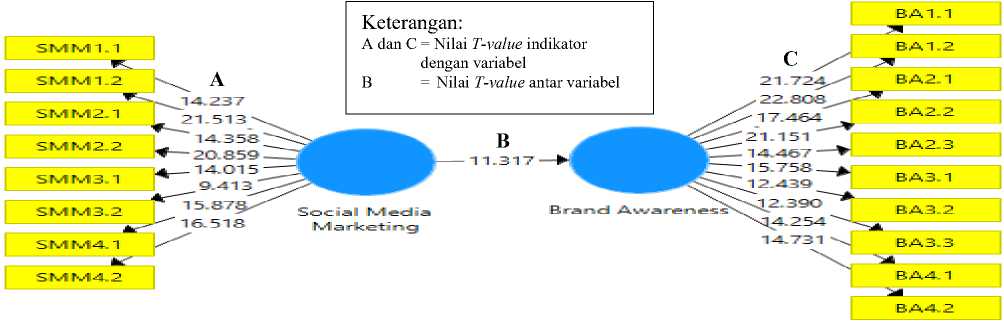 Keterangan:
A dan C = Nilai T-value indikator
dengan variabel
B = Nilai T-value antar variabel
SMM1.1
SMM1.2
SMM2.1
SMM2.2
SMM3.1
SMM3.2
SMM4.1
SMM4.2
A
14.237
21.513
14.358
20.859
14.015
9.413
15.878
16.518
Social Media
Marketing
B
11.317
Brand Awareness
C
21.724
22.808
17.464
21.151
14.467
15.758
12.439
12.390
14.254
14.731
BA1.1
BA1.2
BA2.1
BA2.2
BA2.3
BA3.1
BA3.2
BA3.3
BA4.1
BA4.2